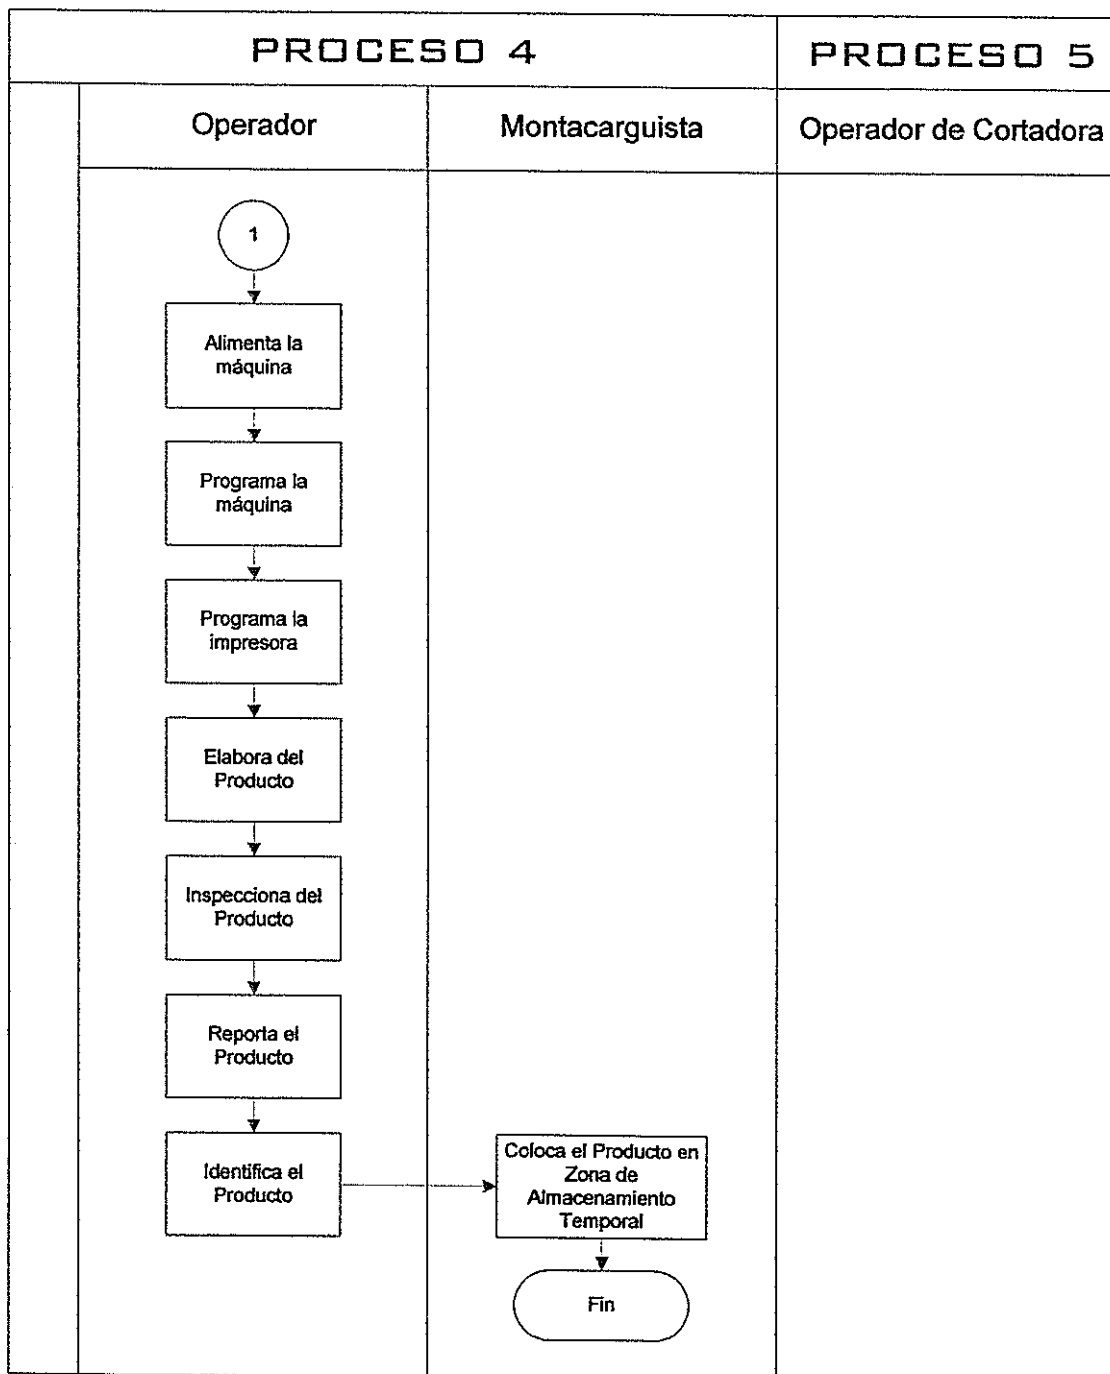 PROCESO 4
PROCESO 5
Operador
Montacarguista
Operador de Cortadora
1
Alimenta la
máquina
Programa la
máquina
Programa la
impresora
Elabora del
Producto
Inspecciona del
Producto
Reporta el
Producto
Identifica el
Producto
Coloca el Producto en
Zona de
Almacenamiento
Temporal
Fin